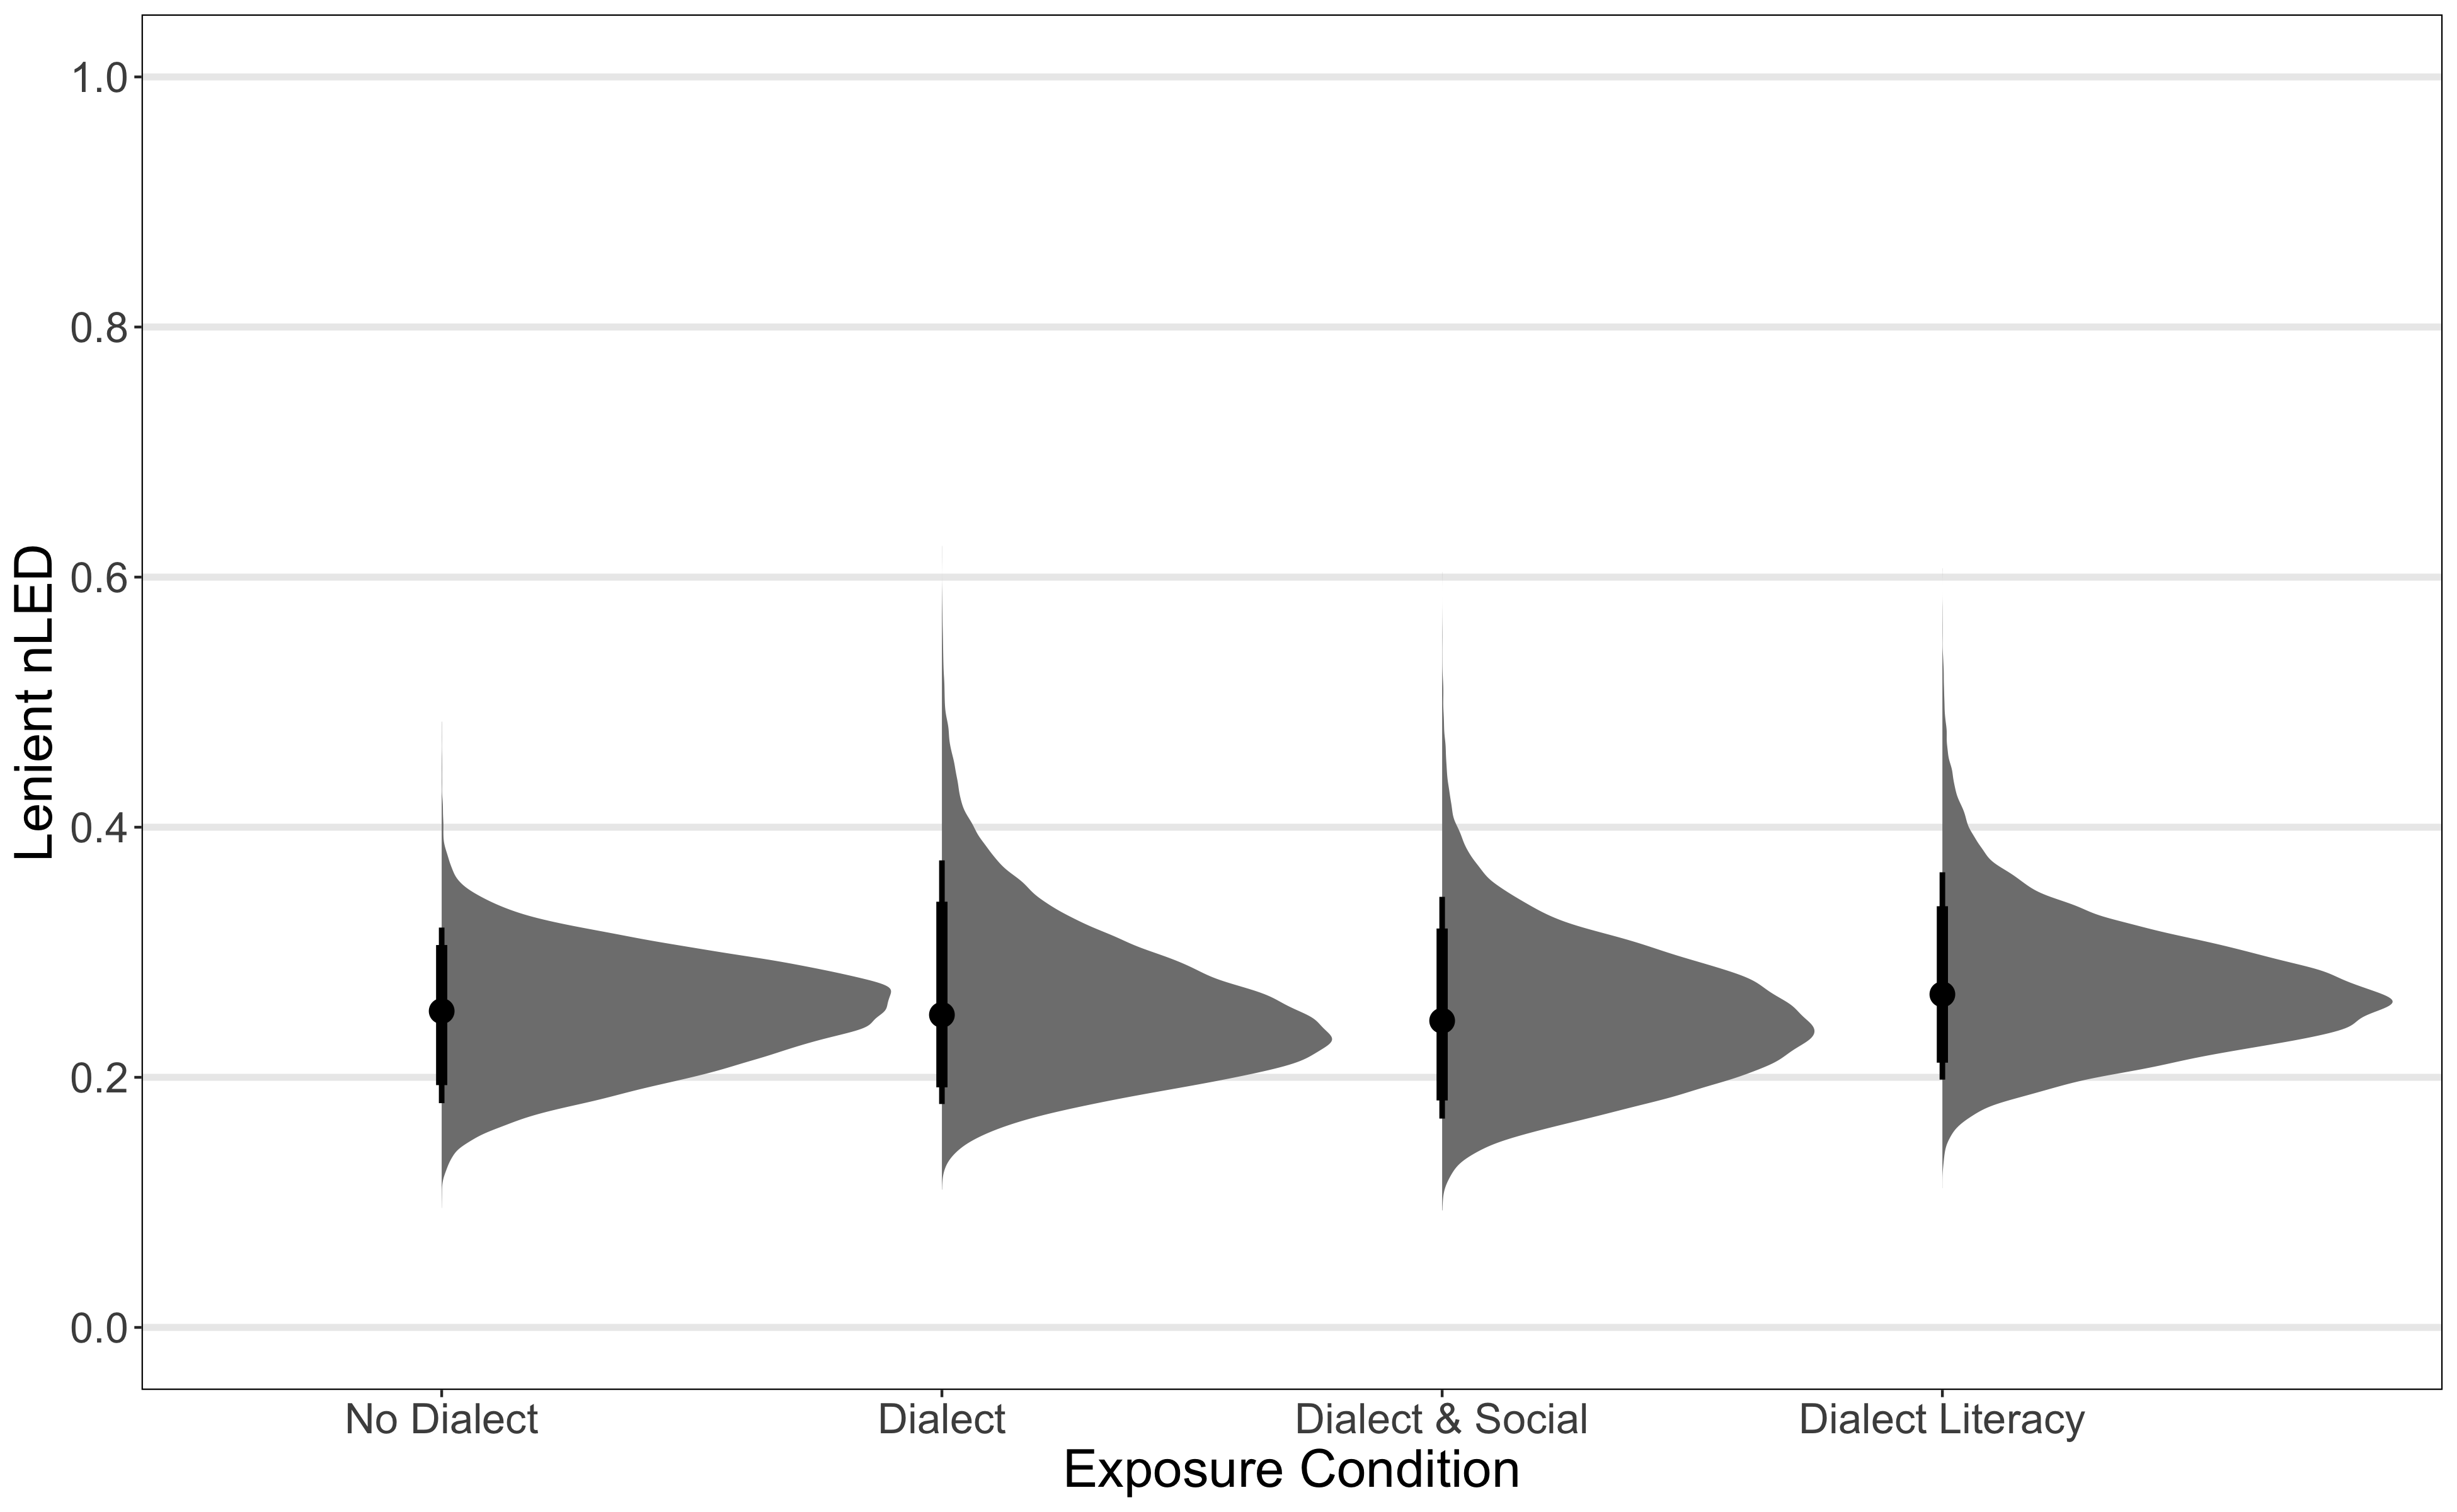 Lenient nLED
1.0
0.8
0.6
0.4
0.2
0.0
No Dialect
Dialect
Dialect & Social
Dialect Literacy
Exposure Condition